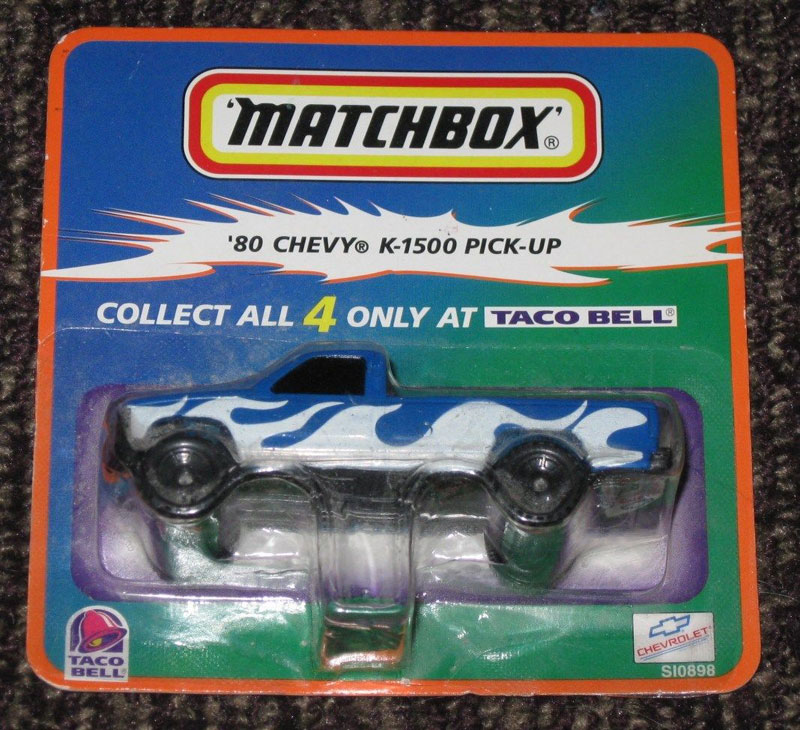 'MATCHBOX'®
'80 CHEVY® K-1500 PICK-UP
COLLECT ALL 4 ONLY AT TACO BELL®
TACO
BELL®
CHEVROLET
SI0898